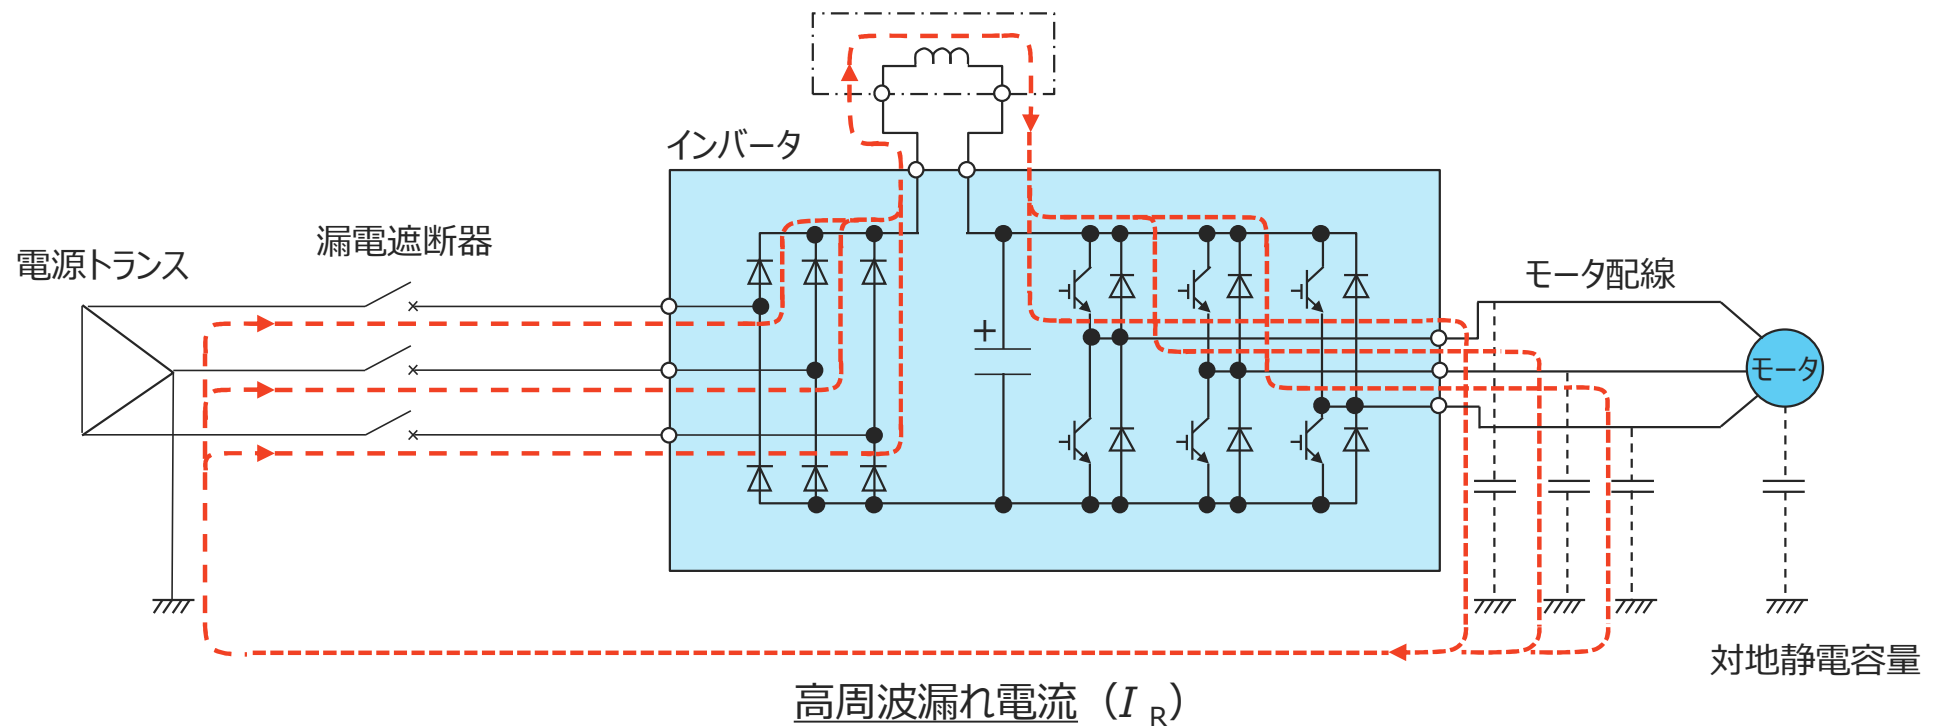 インバータ
漏電遮断器
電源トランス
モータ配線
+
モータ
対地静電容量
高周波漏れ電流（IR）